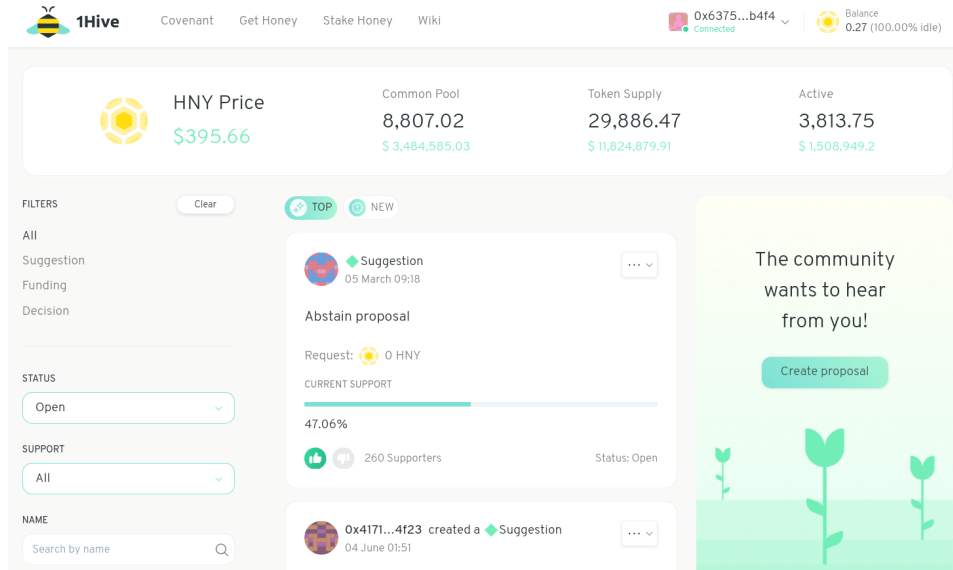 1Hive
Covenant
Get Honey
Stake Honey
Wiki
0x6375...b4f4
Connected
Balance
0.27 (100.00% idle)
HNY Price
$395.66
Common Pool
8,807.02
$ 3,484,585.03
Token Supply
29,886.47
$ 11,824,879.91
Active
3,813.75
$ 1,508,949.2
FILTERS
Clear
All
Suggestion
Funding
Decision
STATUS
Open
SUPPORT
All
NAME
Search by name
TOP
NEW
Suggestion
05 March 09:18
Abstain proposal
Request: 0 HNY
CURRENT SUPPORT
47.06%
260 Supporters
Status: Open
0x4171...4f23 created a Suggestion
04 June 01:51
The community
wants to hear
from you!
Create proposal